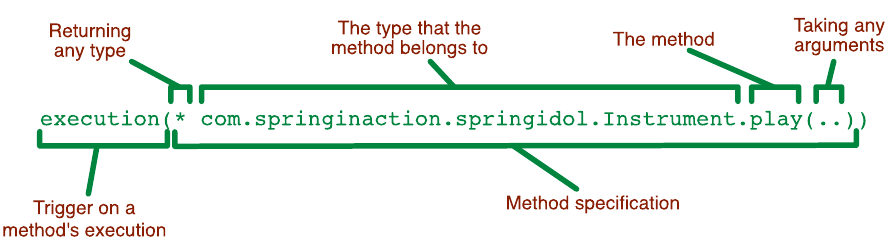 Returning
any type
The type that the
method belongs to
The method
Taking any
arguments
execution(* com.springinaction.springidol.Instrument.play(..))
Trigger on a
method's execution
Method specification